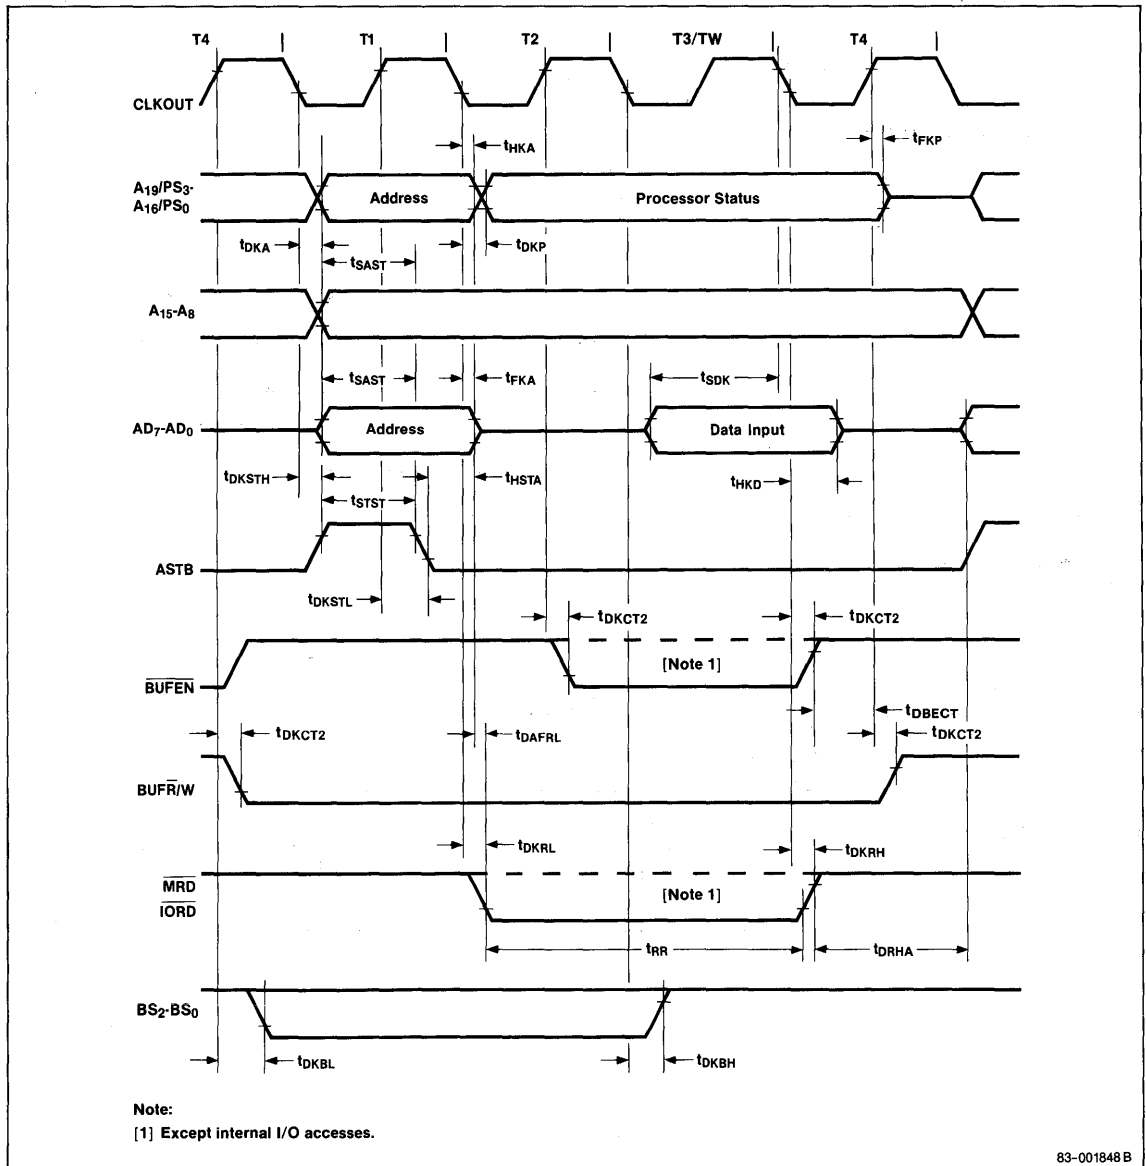 T4 T1 T2 T3/TW T4
CLKOUT
tHKA
tFKP
A19/PS3-
A16/PS0
Address
Processor Status
tDKA
tDKP
tSAST
A15-A8
tSAST
tFKA
tSDK
AD7-AD0
Address
Data input
tDKSTH
tHSTA
tHKD
tSTST
ASTB
tDKSTL
tDKCT2
tDKCT2
BUFEN
[Note 1]
tDBECT
tDKCT2
tDAFRL
tDKCT2
BUFR/W
tDKRL
tDKRH
MRD
IORD
[Note 1]
tRR
tDRHA
BS2-BS0
tDKBL
tDKBH
Note:
[1] Except internal I/O accesses.
83-001848 B